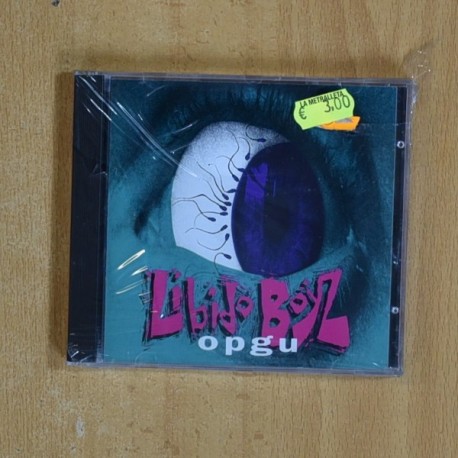 LA METRALLETA
€ 3,00
Libido Boyz
opgu